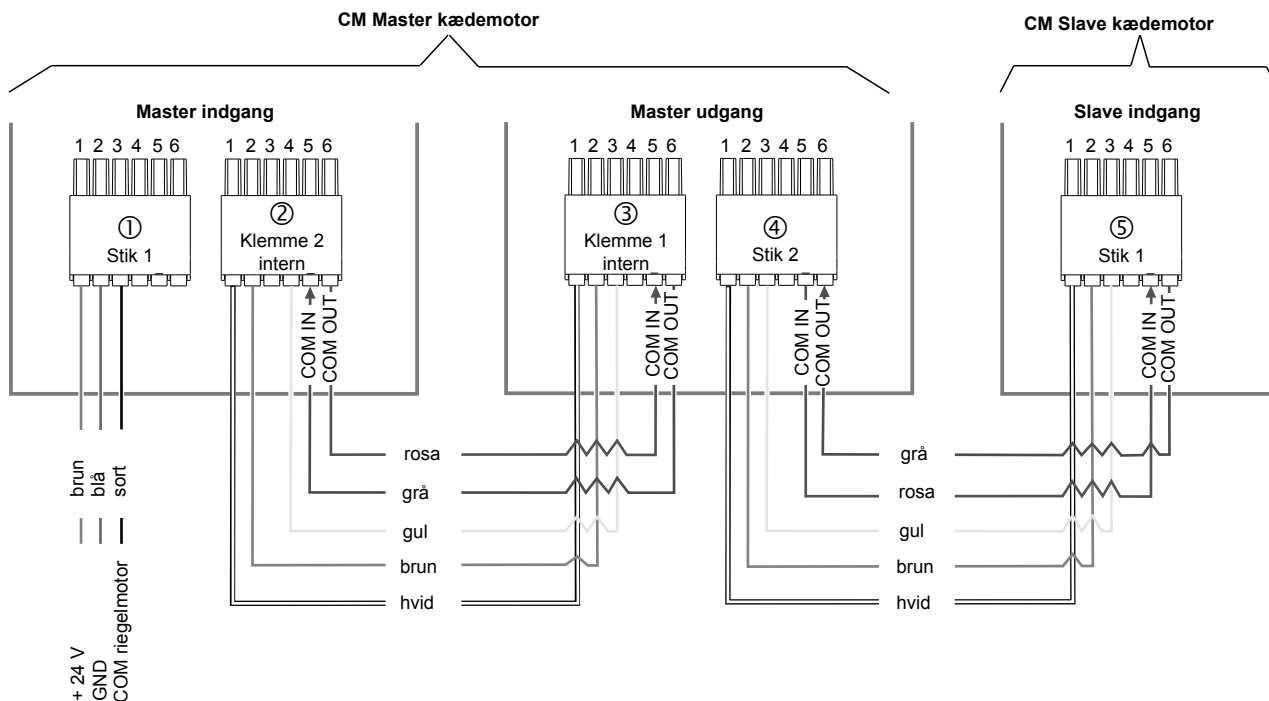 CM Master kædemotor
CM Slave kædemotor
Master indgang
Master udgang
Slave indgang
1 2 3 4 5 6
1 2 3 4 5 6
1 2 3 4 5 6
1 2 3 4 5 6
1 2 3 4 5 6
①
Stik 1
②
Klemme 2
intern
③
Klemme 1
intern
④
Stik 2
⑤
Stik 1
COM IN
COM OUT
COM IN
COM OUT
COM IN
COM OUT
COM IN
COM OUT
brun
blå
sort
rosa
grå
gul
brun
hvid
grå
rosa
gul
brun
hvid
+ 24 V
GND
COM riegelmotor